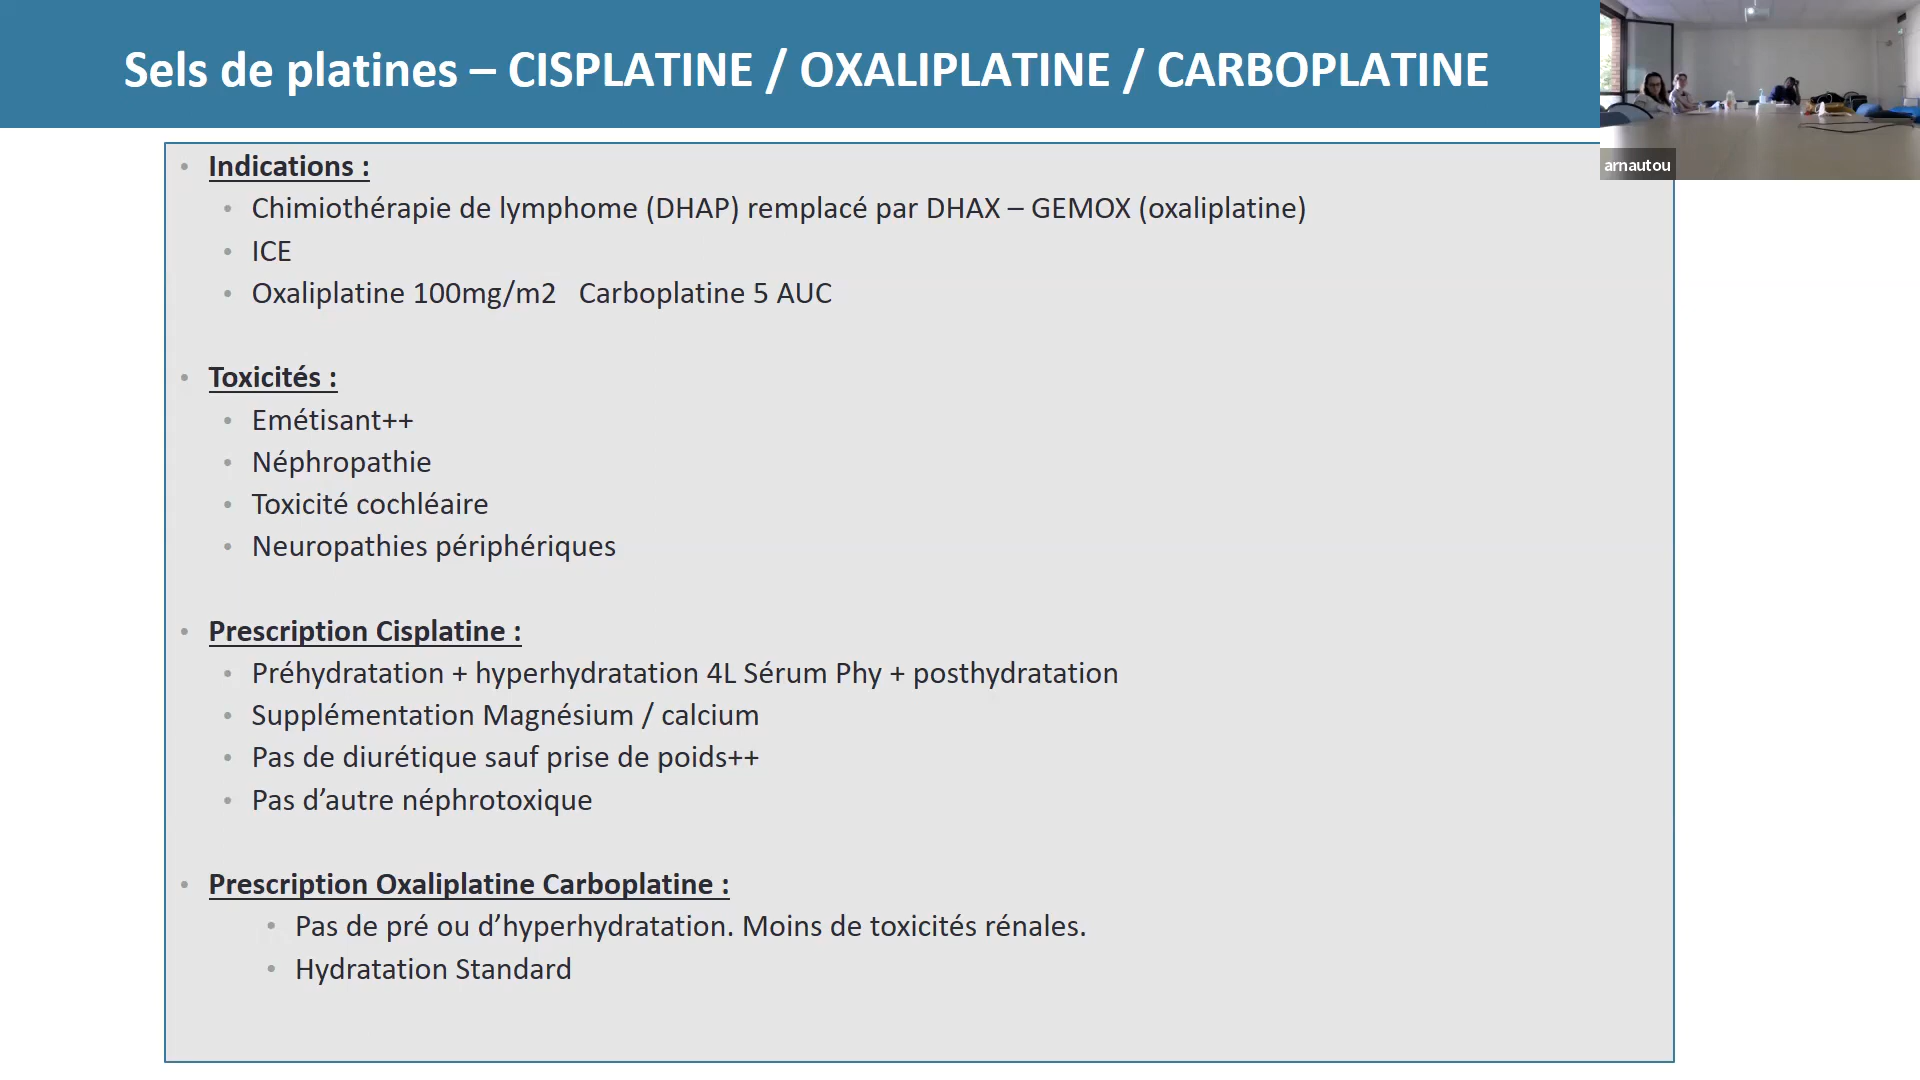 Sels de platines – CISPLATINE / OXALIPLATINE / CARBOPLATINE
arnautou
• Indications :
• Chimiothérapie de lymphome (DHAP) remplacé par DHAX – GEMOX (oxaliplatine)
• ICE
• Oxaliplatine 100mg/m2   Carboplatine 5 AUC
• Toxicités :
• Emétisant++
• Néphropathie
• Toxicité cochléaire
• Neuropathies périphériques
• Prescription Cisplatine :
• Préhydratation + hyperhydratation 4L Sérum Phy + posthydratation
• Supplémentation Magnésium / calcium
• Pas de diurétique sauf prise de poids++
• Pas d’autre néphrotoxique
• Prescription Oxaliplatine Carboplatine :
• Pas de pré ou d’hyperhydratation. Moins de toxicités rénales.
• Hydratation Standard